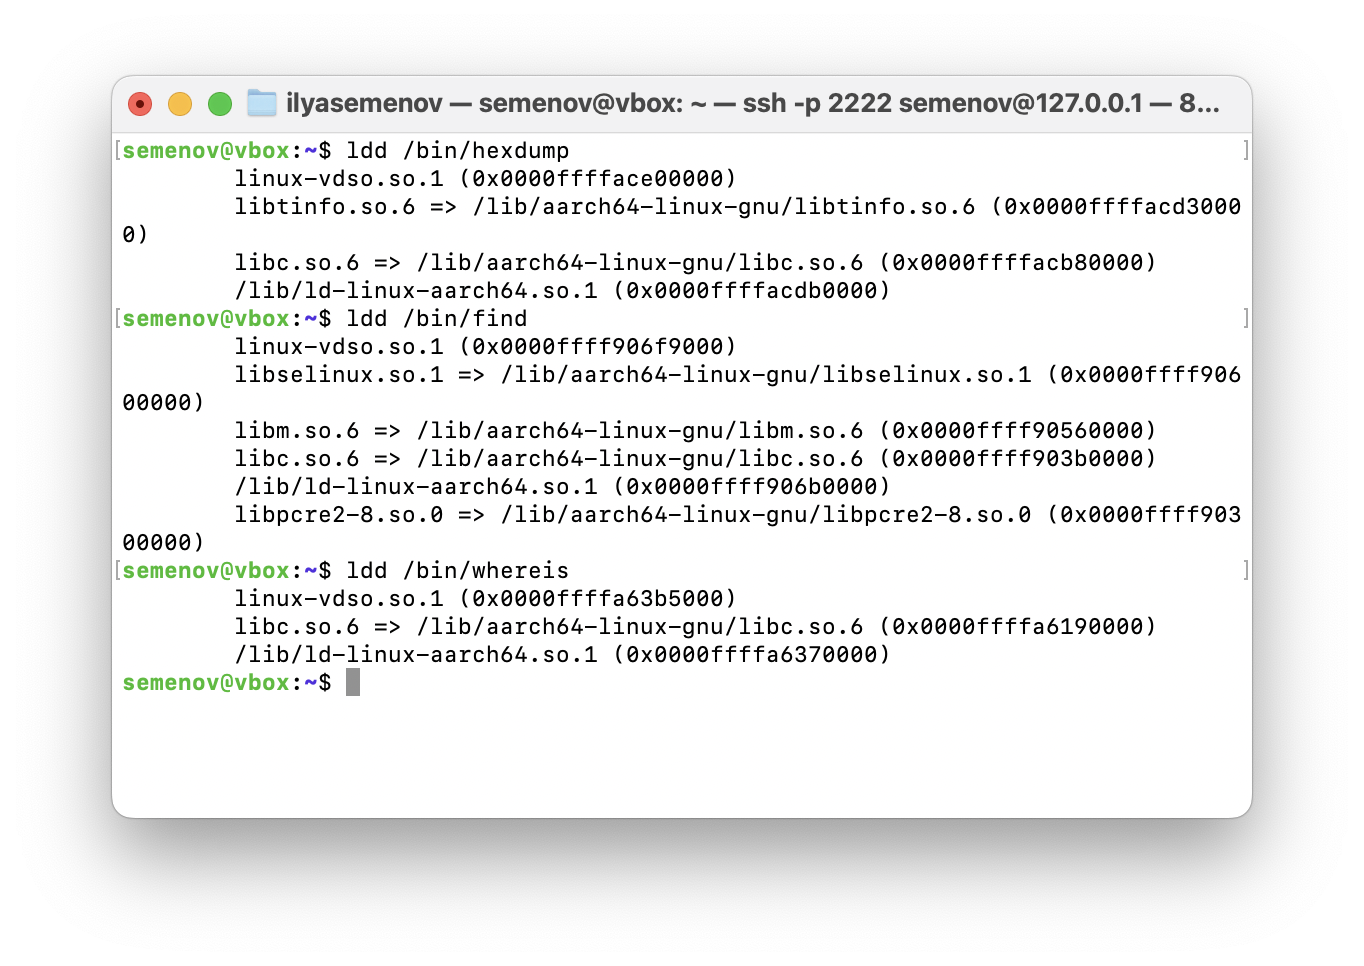 ilyasemenov — semenov@vbox: ~ — ssh -p 2222 semenov@127.0.0.1 — 8...
[semenov@vbox:~$ ldd /bin/hexdump ]
linux-vdso.so.1 (0x0000fffface00000)
libtinfo.so.6 => /lib/aarch64-linux-gnu/libtinfo.so.6 (0x0000ffffacd3000
0)
libc.so.6 => /lib/aarch64-linux-gnu/libc.so.6 (0x0000ffffacb80000)
/lib/ld-linux-aarch64.so.1 (0x0000ffffacdb0000)
[semenov@vbox:~$ ldd /bin/find ]
linux-vdso.so.1 (0x0000ffff906f9000)
libselinux.so.1 => /lib/aarch64-linux-gnu/libselinux.so.1 (0x0000ffff906
00000)
libm.so.6 => /lib/aarch64-linux-gnu/libm.so.6 (0x0000ffff90560000)
libc.so.6 => /lib/aarch64-linux-gnu/libc.so.6 (0x0000ffff903b0000)
/lib/ld-linux-aarch64.so.1 (0x0000ffff906b0000)
libpcre2-8.so.0 => /lib/aarch64-linux-gnu/libpcre2-8.so.0 (0x0000ffff903
00000)
[semenov@vbox:~$ ldd /bin/whereis ]
linux-vdso.so.1 (0x0000ffffa63b5000)
libc.so.6 => /lib/aarch64-linux-gnu/libc.so.6 (0x0000ffffa6190000)
/lib/ld-linux-aarch64.so.1 (0x0000ffffa6370000)
semenov@vbox:~$